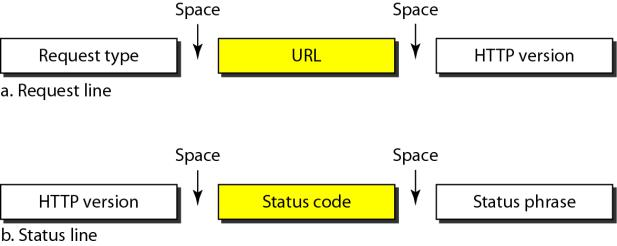 Space Space
Request type URL HTTP version
a. Request line
Space Space
HTTP version Status code Status phrase
b. Status line